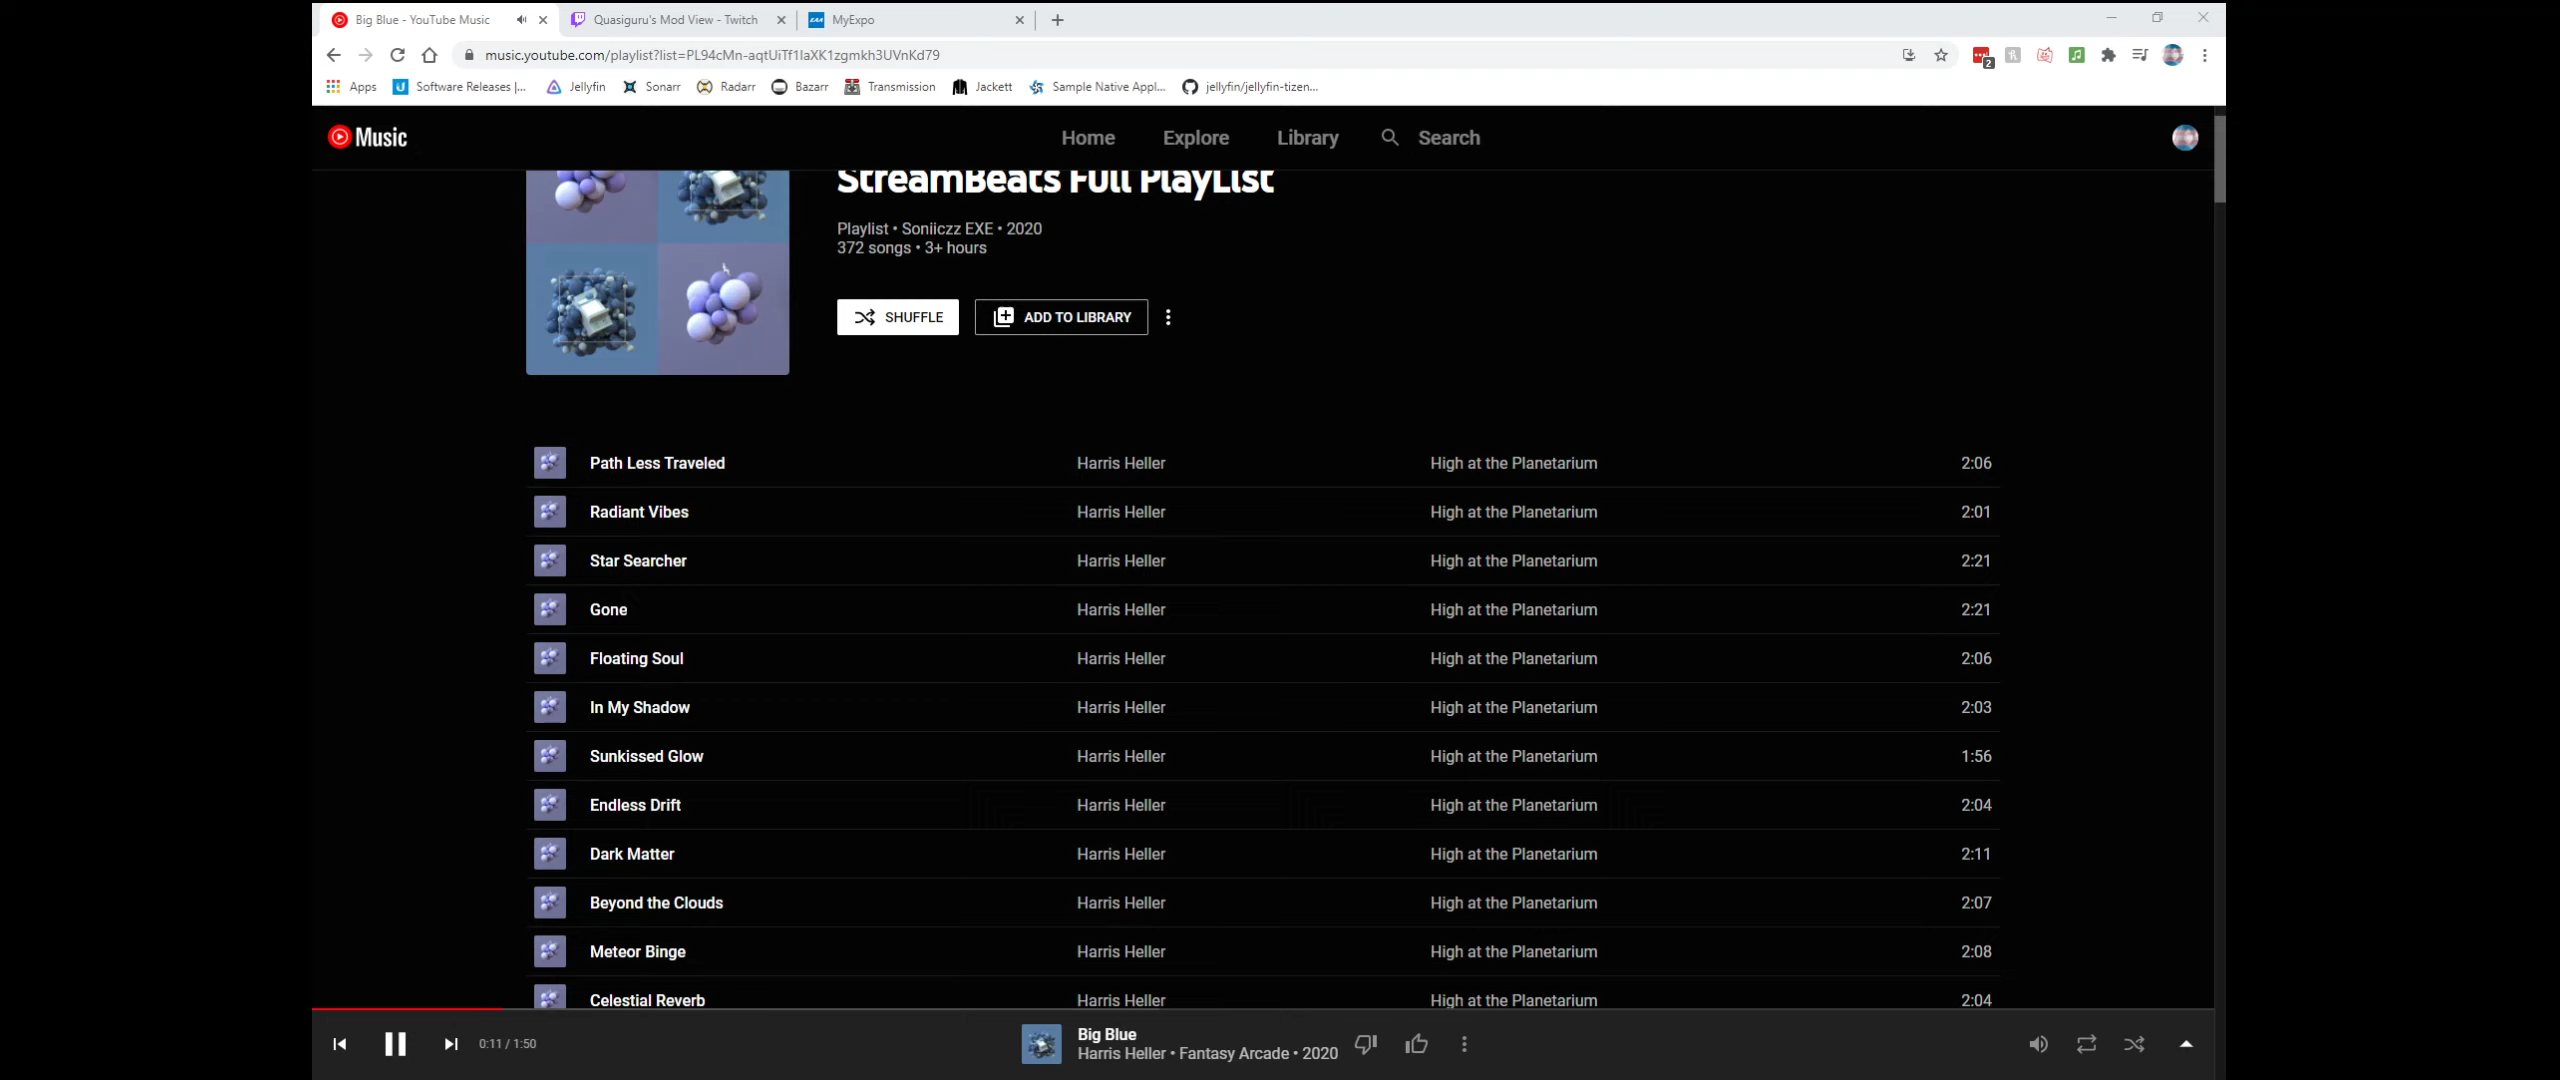 Big Blue - YouTube Music
Quasiguru's Mod View - Twitch
MyExpo
music.youtube.com/playlist?list=PL94cMn-aqtUiTf1IaXK1zgmkh3UVnKd79
2
Apps
Software Releases |...
Jellyfin
Sonarr
Radarr
Bazarr
Transmission
Jackett
Sample Native Appl...
jellyfin/jellyfin-tizen...
Music
Home
Explore
Library
Search
StreamBeats Full PlayList
Playlist • Soniiczz EXE • 2020
372 songs • 3+ hours
SHUFFLE
ADD TO LIBRARY
Path Less Traveled Harris Heller High at the Planetarium 2:06
Radiant Vibes Harris Heller High at the Planetarium 2:01
Star Searcher Harris Heller High at the Planetarium 2:21
Gone Harris Heller High at the Planetarium 2:21
Floating Soul Harris Heller High at the Planetarium 2:06
In My Shadow Harris Heller High at the Planetarium 2:03
Sunkissed Glow Harris Heller High at the Planetarium 1:56
Endless Drift Harris Heller High at the Planetarium 2:04
Dark Matter Harris Heller High at the Planetarium 2:11
Beyond the Clouds Harris Heller High at the Planetarium 2:07
Meteor Binge Harris Heller High at the Planetarium 2:08
Celestial Reverb Harris Heller High at the Planetarium 2:04
0:11 / 1:50
Big Blue
Harris Heller • Fantasy Arcade • 2020